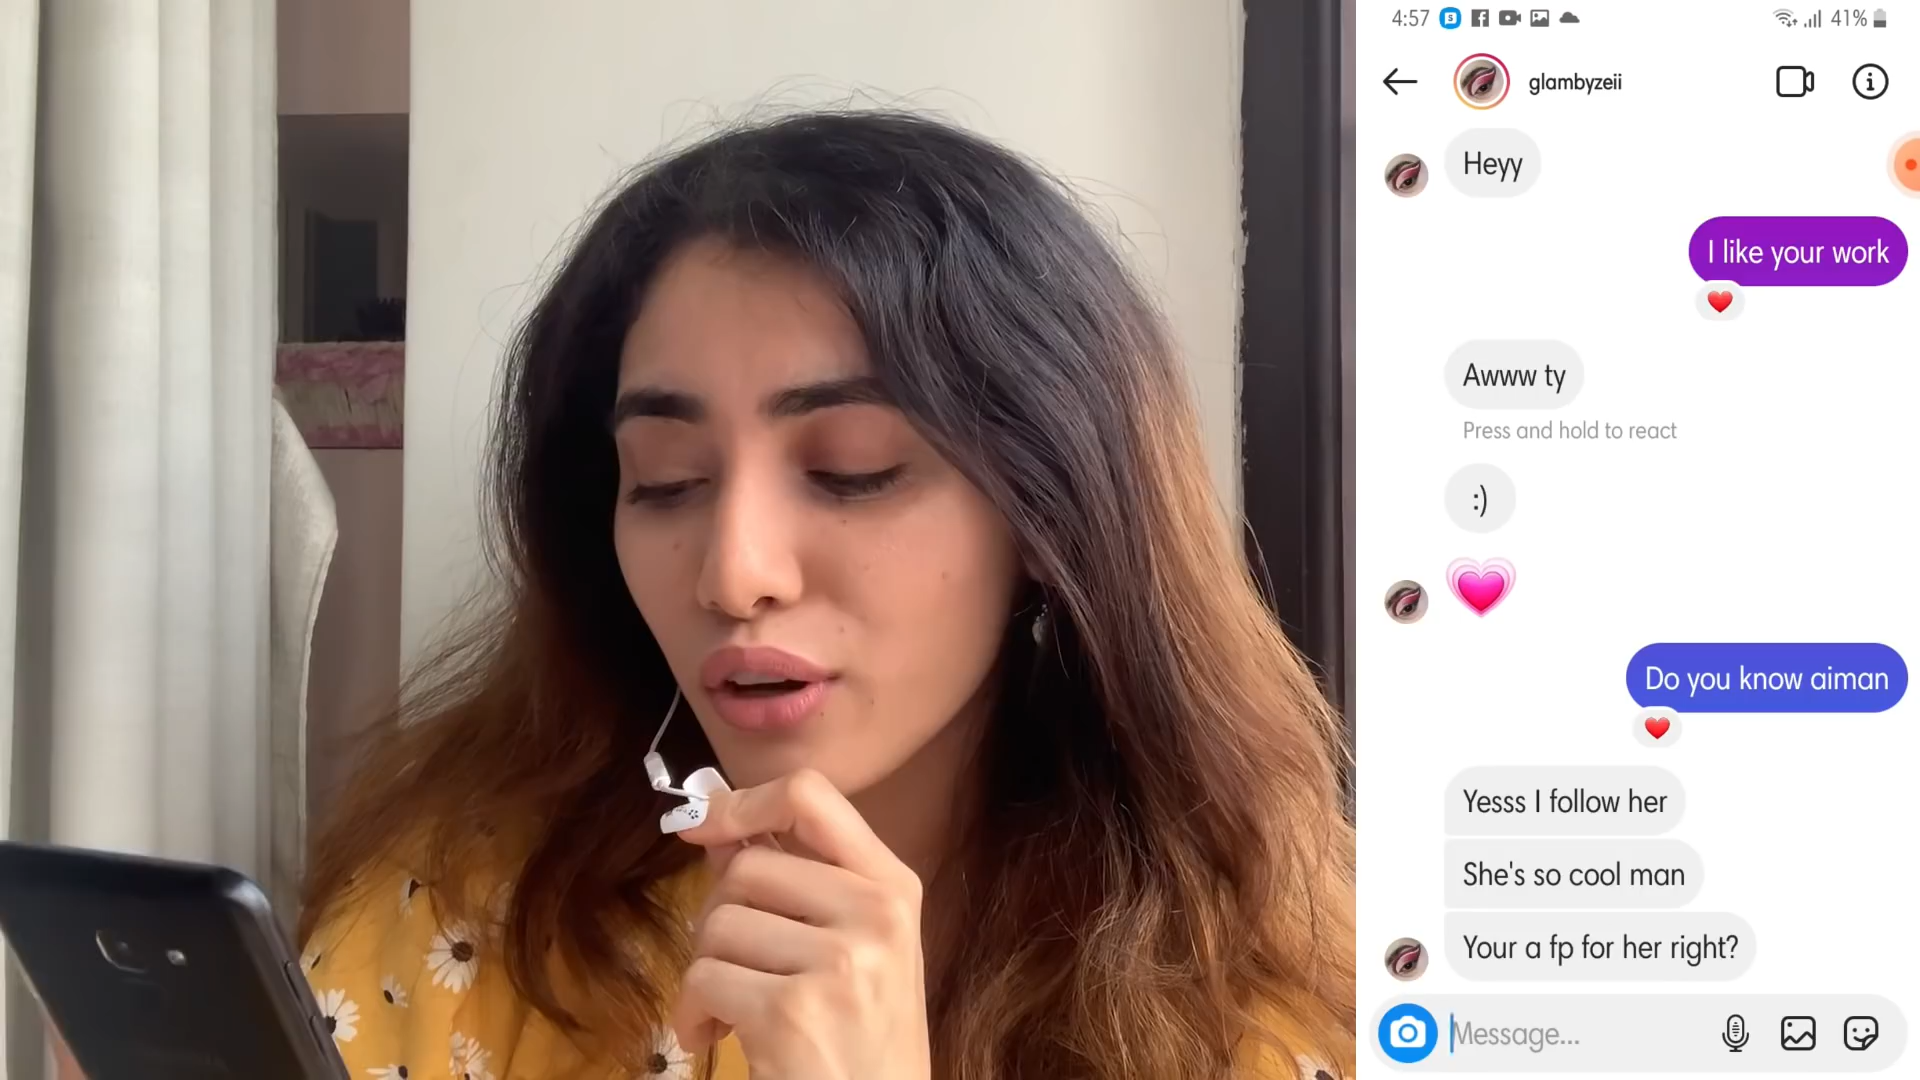 4:57
41%
glambyzeii
Heyy
I like your work
Awww ty
Press and hold to react
:)
Do you know aiman
Yesss I follow her
She's so cool man
Your a fp for her right?
Message...